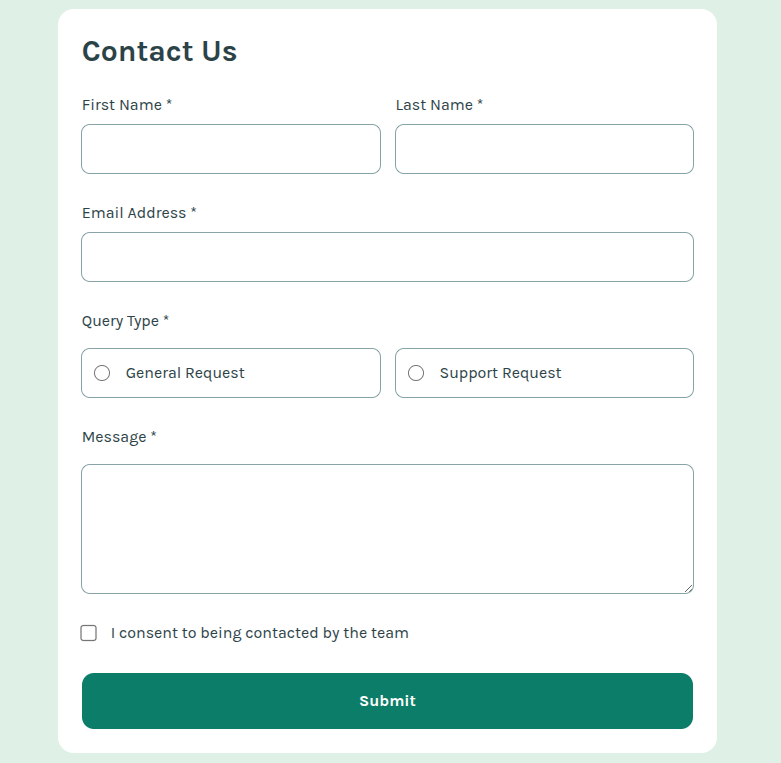 Contact Us
First Name * Last Name *
Email Address *
Query Type *
General Request Support Request
Message *
I consent to being contacted by the team
Submit